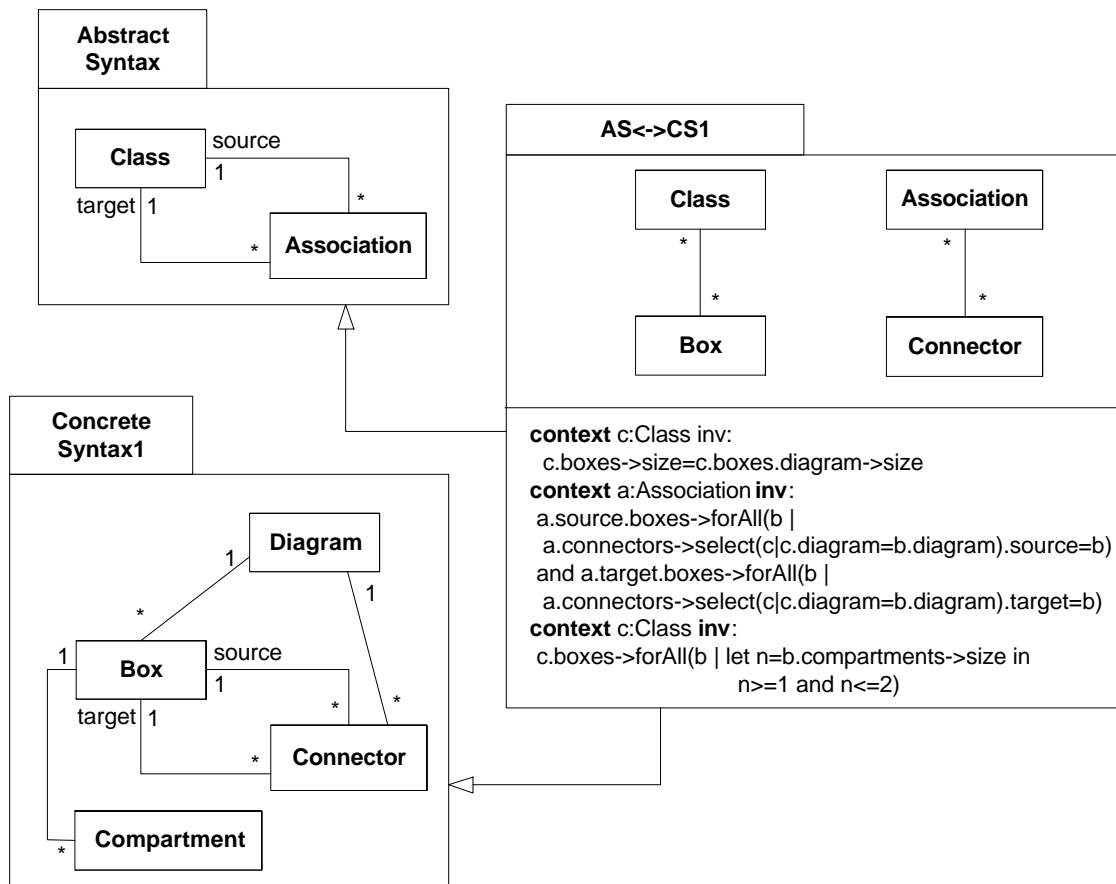 Abstract
Syntax
Class
source
1
*
target
1
*
Association
AS<->CS1
Class
*
*
Box
Association
*
*
Connector
context c:Class inv:
c.boxes->size=c.boxes.diagram->size
context a:Association inv:
a.source.boxes->forAll(b |
a.connectors->select(c|c.diagram=b.diagram).source=b)
and a.target.boxes->forAll(b |
a.connectors->select(c|c.diagram=b.diagram).target=b)
context c:Class inv:
c.boxes->forAll(b | let n=b.compartments->size in
n>=1 and n<=2)
Concrete
Syntax1
Diagram
1
1
*
*
1
Box
source
1
*
target
1
*
Connector
*
Compartment